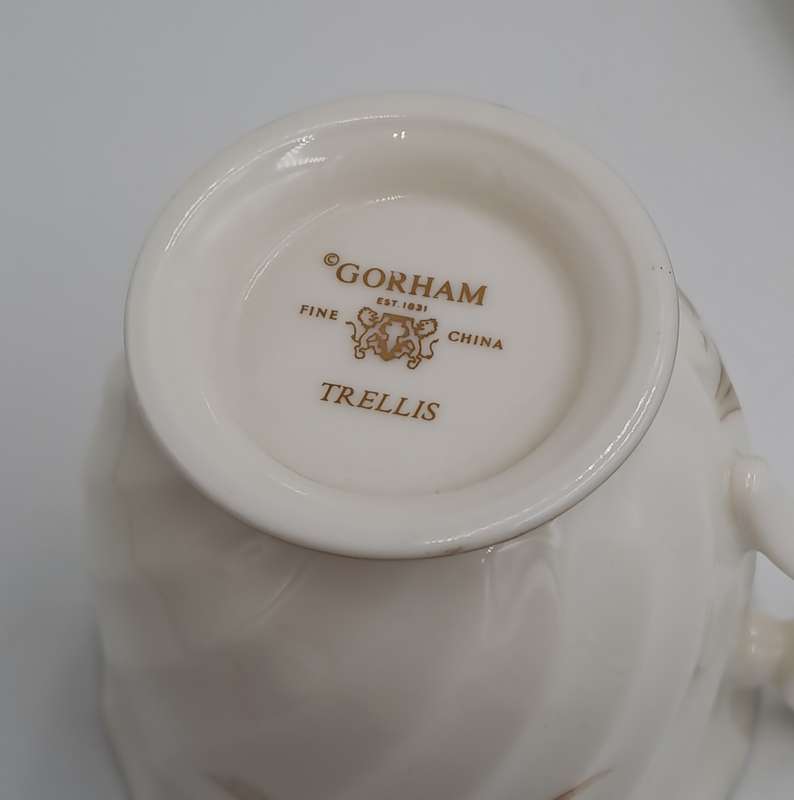 © GORHAM
EST. 1831
FINE CHINA
TRELLIS